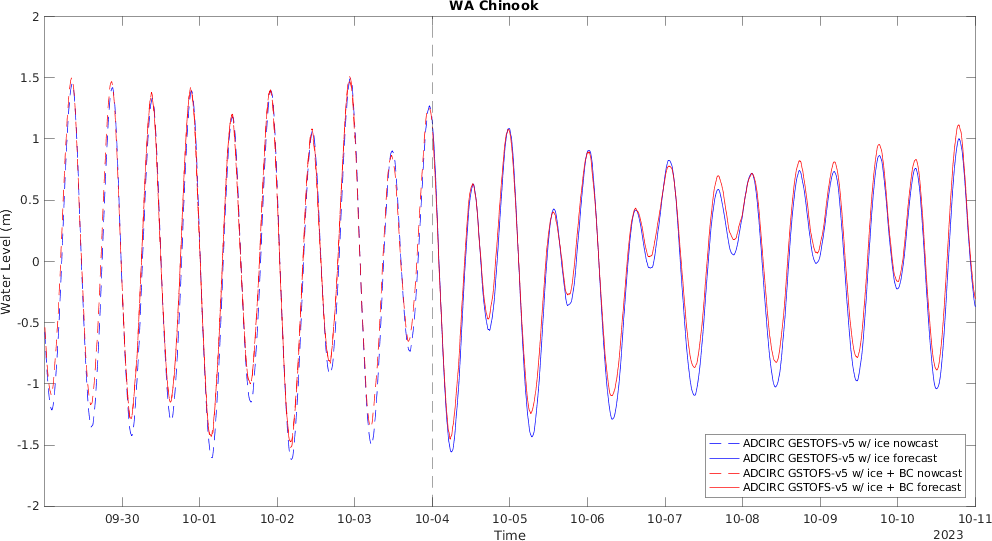 WA Chinook
2
1.5
1
0.5
0
-0.5
-1
-1.5
-2
Water Level (m)
ADCIRC GESTOFS-v5 w/ ice nowcast
ADCIRC GESTOFS-v5 w/ ice forecast
ADCIRC GSTOFS-v5 w/ ice + BC nowcast
ADCIRC GSTOFS-v5 w/ ice + BC forecast
09-30 10-01 10-02 10-03 10-04 10-05 10-06 10-07 10-08 10-09 10-10 10-11
Time
2023